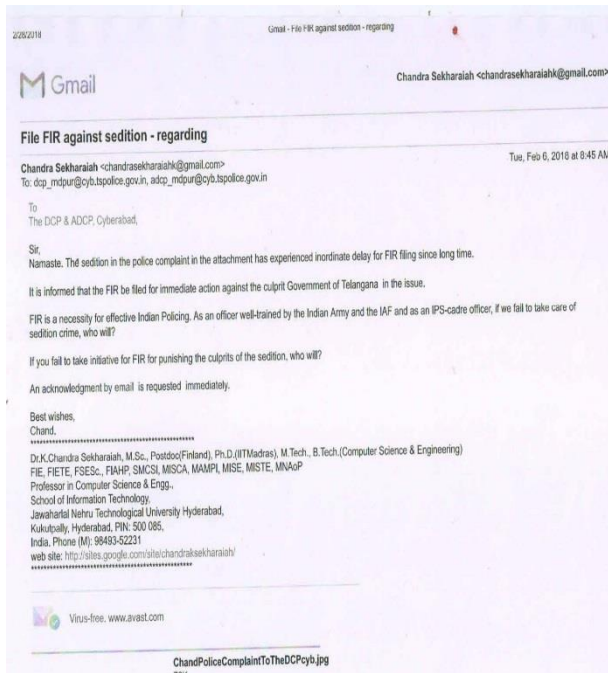 2/26/2018
Gmail - File FIR against sedition - regarding
Gmail
Chandra Sekharaiah <chandrasekharaiahk@gmail.com>
File FIR against sedition - regarding
Chandra Sekharaiah <chandrasekharaiahk@gmail.com>
Tue, Feb 6, 2018 at 8:45 AM
To: dcp_mdpur@cyb.tspolice.gov.in, adcp_mdpur@cyb.tspolice.gov.in
To
The DCP & ADCP, Cyberabad,
Sir,
Namaste. The sedition in the police complaint in the attachment has experienced inordinate delay for FIR filing since long time.
It is informed that the FIR be filed for immediate action against the culprit Government of Telangana in the issue.
FIR is a necessity for effective Indian Policing. As an officer well-trained by the Indian Army and the IAF and as an IPS-cadre officer, if we fail to take care of
sedition crime, who will?
If you fail to take initiative for FIR for punishing the culprits of the sedition, who will?
An acknowledgment by email is requested immediately.
Best wishes,
Chand.
****************************************************
Dr.K.Chandra Sekharaiah, M.Sc., Postdoc(Finland), Ph.D.(IITMadras), M.Tech., B.Tech.(Computer Science & Engineering)
FIE, FIETE, FSESc., FIAHP, SMCSI, MISCA, MAMPI, MISE, MISTE, MNAoP
Professor in Computer Science & Engg.,
School of Information Technology,
Jawaharlal Nehru Technological University Hyderabad,
Kukutpally, Hyderabad, PIN: 500 085,
India. Phone (M): 98493-52231
web site: http://sites.google.com/site/chandraksekharaiah/
****************************************************
Virus-free. www.avast.com
ChandPoliceComplaintToTheDCPcyb.jpg